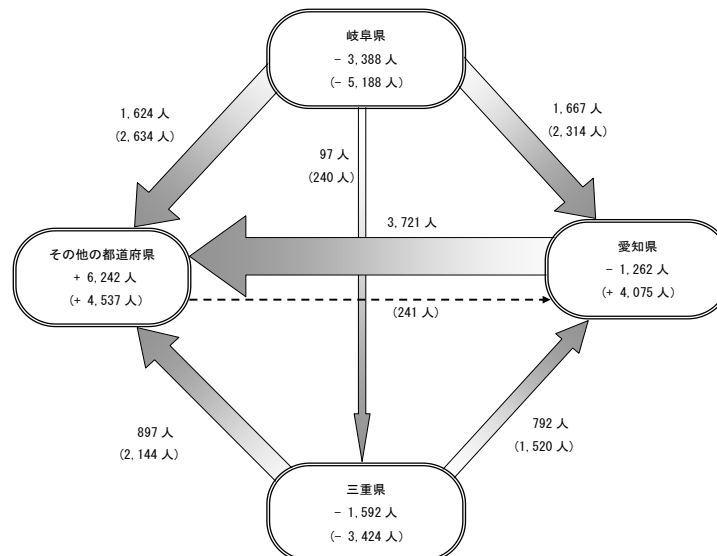 岐阜県
− 3,388 人
(− 5,188 人)
1,624 人
(2,634 人)
1,667 人
(2,314 人)
97 人
(240 人)
3,721 人
その他の都道府県
+ 6,242 人
(+ 4,537 人)
愛知県
− 1,262 人
(+ 4,075 人)
(241 人)
897 人
(2,144 人)
792 人
(1,520 人)
三重県
− 1,592 人
(− 3,424 人)